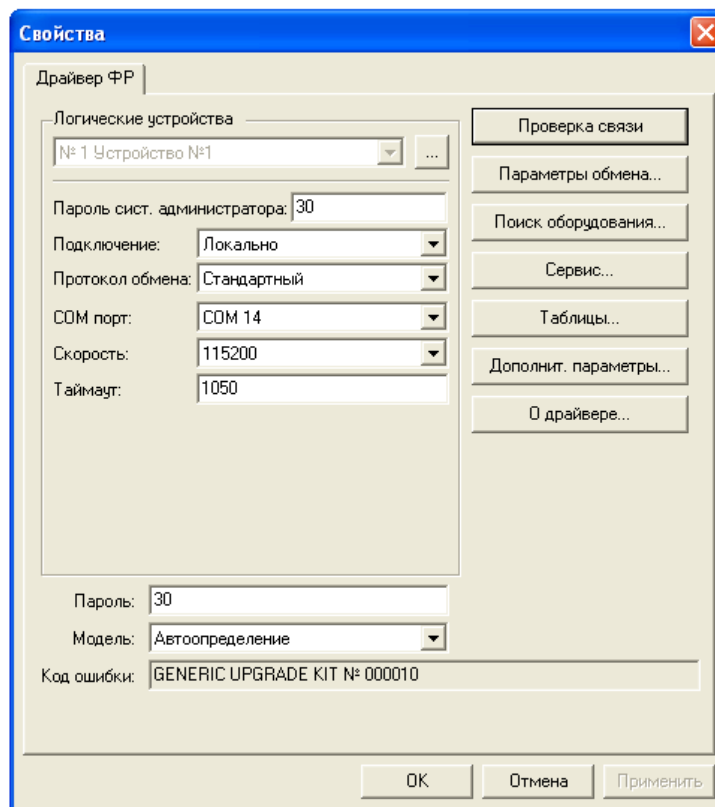 Свойства
Драйвер ФР
Логические устройства
№ 1 Устройство №1
...
Пароль сист. администратора: 30
Подключение: Локально
Протокол обмена: Стандартный
COM порт: COM 14
Скорость: 115200
Таймаут: 1050
Проверка связи
Параметры обмена...
Поиск оборудования...
Сервис...
Таблицы...
Дополнит. параметры...
О драйвере...
Пароль: 30
Модель: Автоопределение
Код ошибки: GENERIC UPGRADE KIT № 000010
OK Отмена Применить